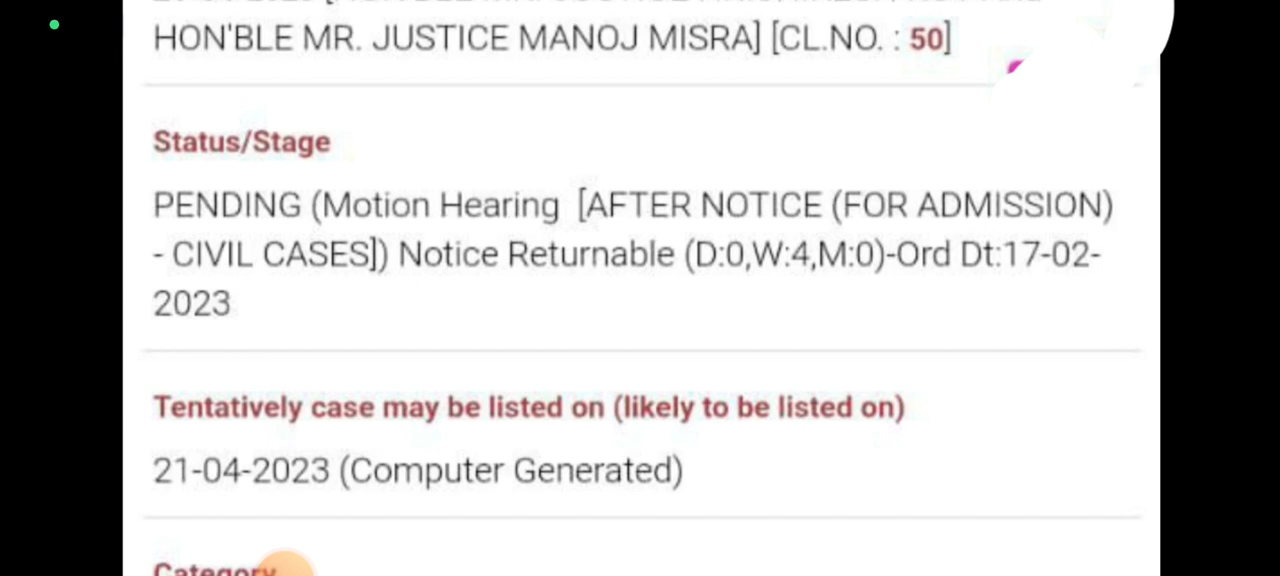 HON'BLE MR. JUSTICE MANOJ MISRA] [CL.NO. : 50]
Status/Stage
PENDING (Motion Hearing [AFTER NOTICE (FOR ADMISSION)
- CIVIL CASES]) Notice Returnable (D:0,W:4,M:0)-Ord Dt:17-02-
2023
Tentatively case may be listed on (likely to be listed on)
21-04-2023 (Computer Generated)
Category